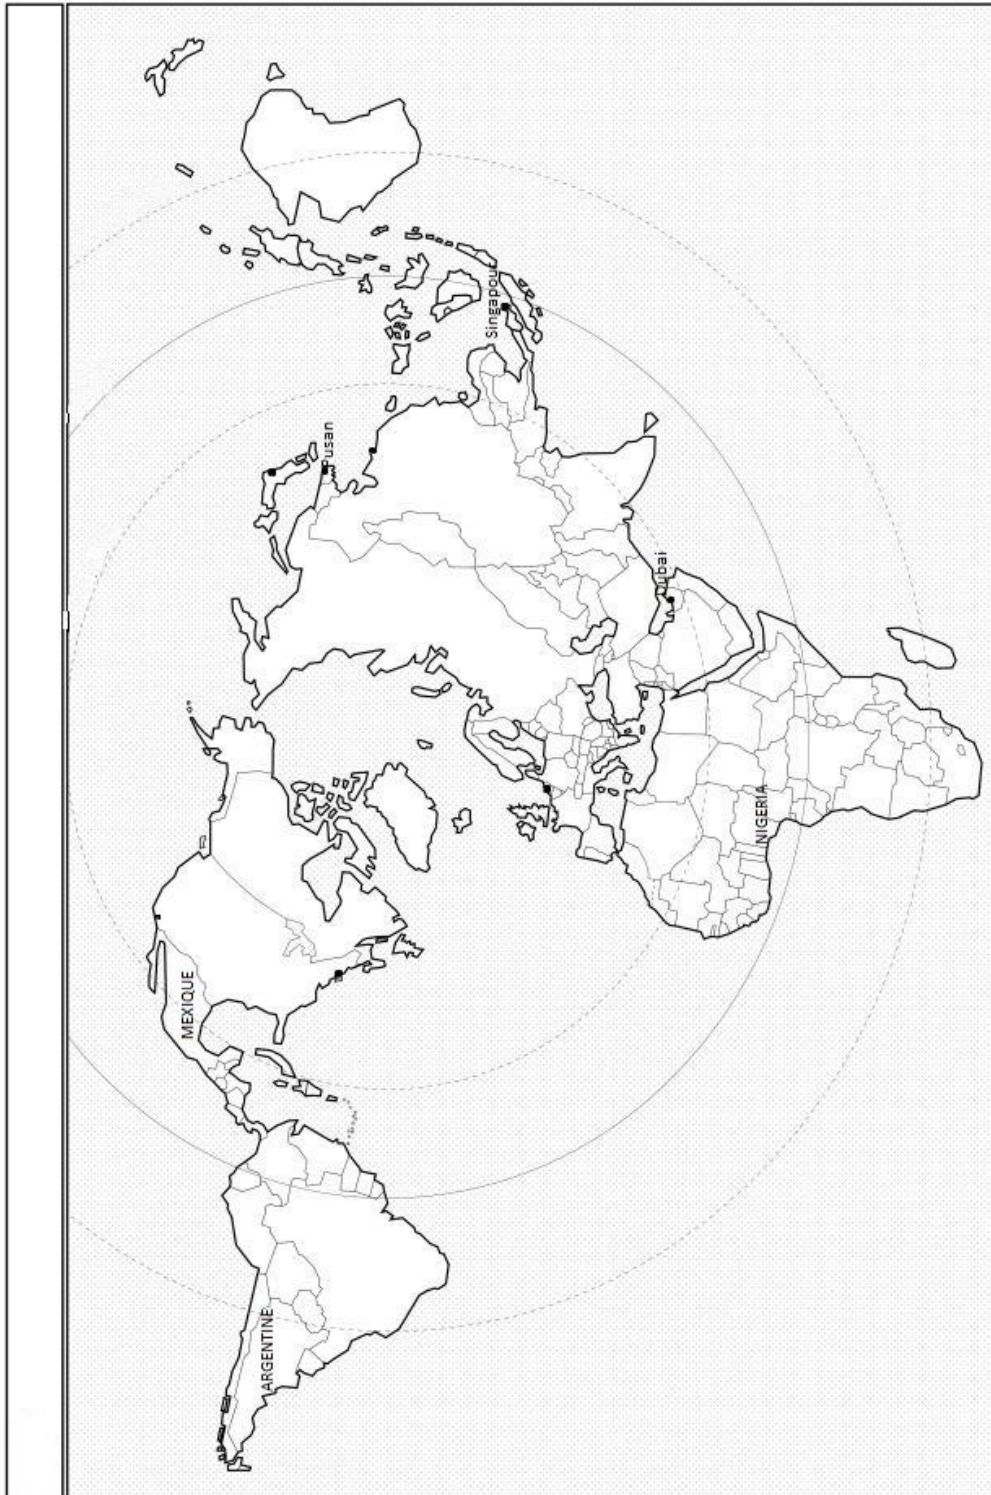 MEXIQUE
ARGENTINE
Pusan
Singapour
Dubai
NIGERIA